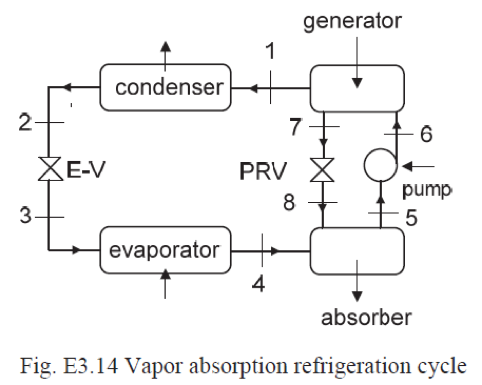 generator
1
condenser
2
7
6
E-V
PRV
pump
3
8
5
evaporator
4
absorber
Fig. E3.14 Vapor absorption refrigeration cycle